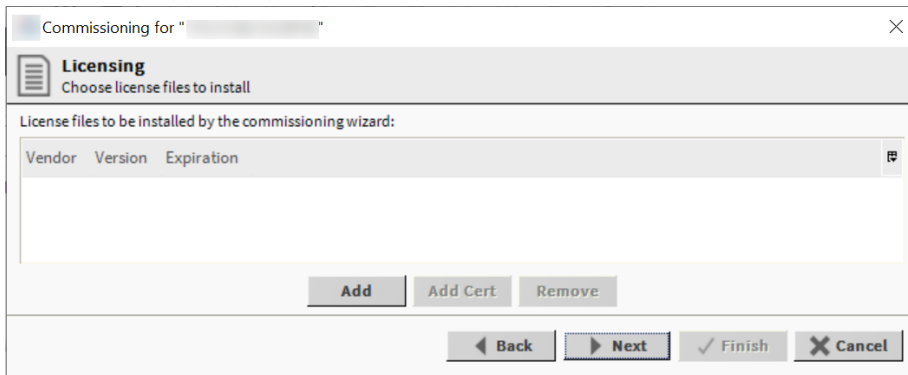 Commissioning for " "
Licensing
Choose license files to install
License files to be installed by the commissioning wizard:
Vendor Version Expiration
Add Add Cert Remove
Back Next Finish Cancel